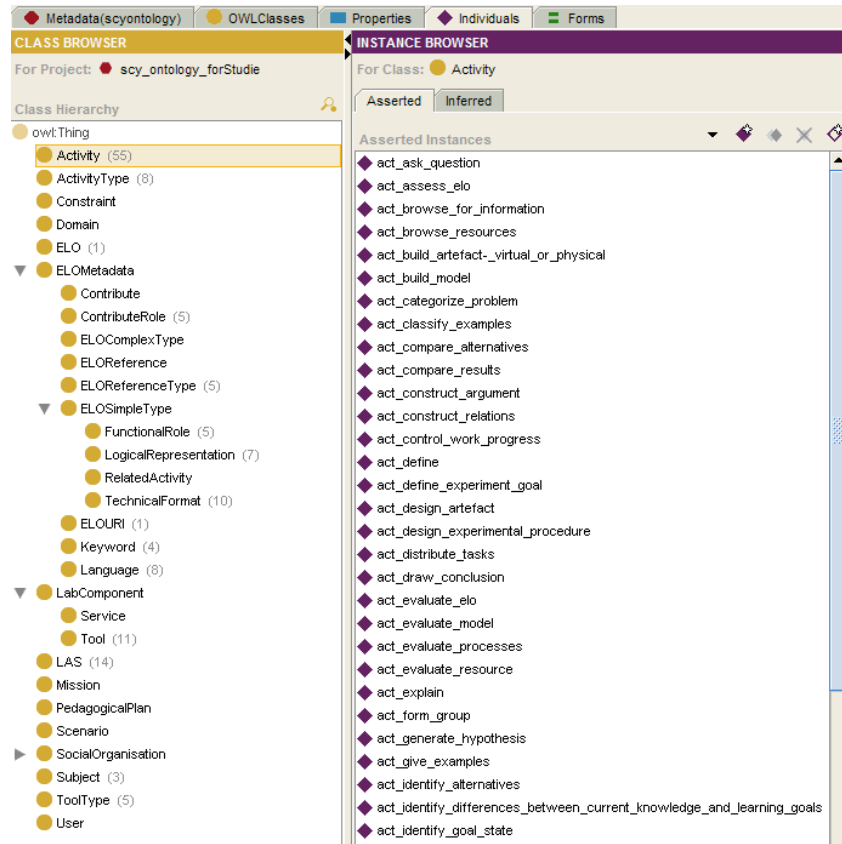 Metadata(scyontology) OWLClasses Properties Individuals Forms
CLASS BROWSER
For Project: scy_ontology_forStudie
Class Hierarchy
owl:Thing
Activity (55)
ActivityType (8)
Constraint
Domain
ELO (1)
ELOMetadata
Contribute
ContributeRole (5)
ELOComplexType
ELOReference
ELOReferenceType (5)
ELOSimpleType
FunctionalRole (5)
LogicalRepresentation (7)
RelatedActivity
TechnicalFormat (10)
ELOURI (1)
Keyword (4)
Language (8)
LabComponent
Service
Tool (11)
LAS (14)
Mission
PedagogicalPlan
Scenario
SocialOrganisation
Subject (3)
ToolType (5)
User
INSTANCE BROWSER
For Class: Activity
Asserted Inferred
Asserted Instances
act_ask_question
act_assess_elo
act_browse_for_information
act_browse_resources
act_build_artefact-_virtual_or_physical
act_build_model
act_categorize_problem
act_classify_examples
act_compare_alternatives
act_compare_results
act_construct_argument
act_construct_relations
act_control_work_progress
act_define
act_define_experiment_goal
act_design_artefact
act_design_experimental_procedure
act_distribute_tasks
act_draw_conclusion
act_evaluate_elo
act_evaluate_model
act_evaluate_processes
act_evaluate_resource
act_explain
act_form_group
act_generate_hypothesis
act_give_examples
act_identify_alternatives
act_identify_differences_between_current_knowledge_and_learning_goals
act_identify_goal_state